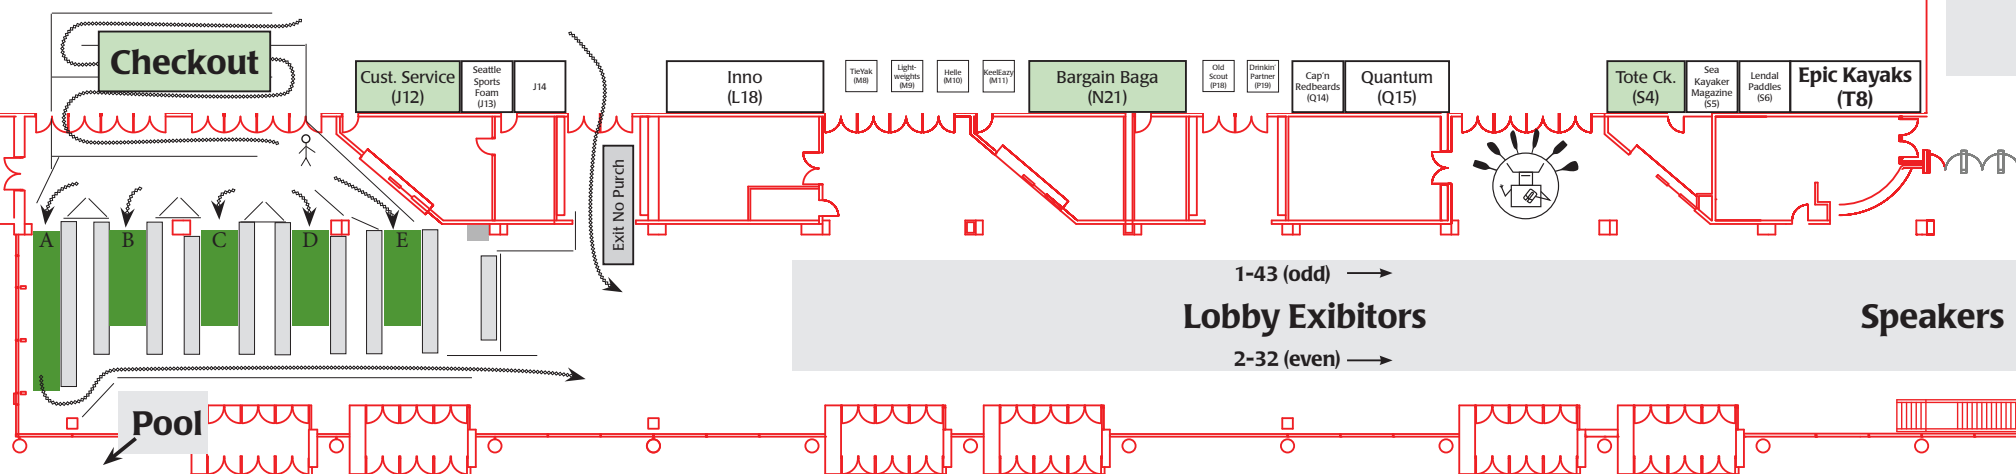 Checkout
Cust. Service
(J12)
Seattle
Sports
Foam
(J13)
J14
Inno
(L18)
TieYak
(M8)
Light-
weights
(M9)
Helle
(M10)
KeelEazy
(M11)
Bargain Baga
(N21)
Old
Scout
(P18)
Drinkin'
Partner
(P19)
Cap'n
Redbeards
(Q14)
Quantum
(Q15)
Tote Ck.
(S4)
Sea
Kayaker
Magazine
(S5)
Lendal
Paddles
(S6)
Epic Kayaks
(T8)
Exit No Purch
A
B
C
D
E
1-43 (odd)
Lobby Exibitors
Speakers
2-32 (even)
Pool